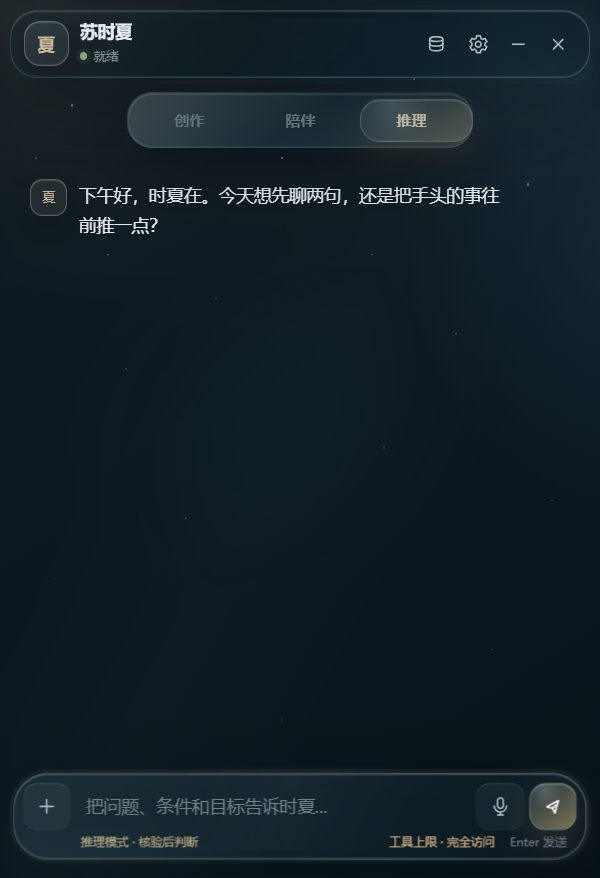 夏
苏时夏
就绪
创作
陪伴
推理
夏
下午好，时夏在。今天想先聊两句，还是把手头的事往
前推一点？
把问题、条件和目标告诉时夏...
推理模式 · 核验后判断
工具上限 · 完全访问
Enter 发送